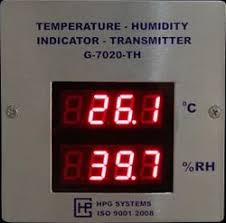 TEMPERATURE - HUMIDITY
INDICATOR - TRANSMITTER
G-7020-TH
26.1 °C
39.7 %RH
HPG SYSTEMS
ISO 9001:2008